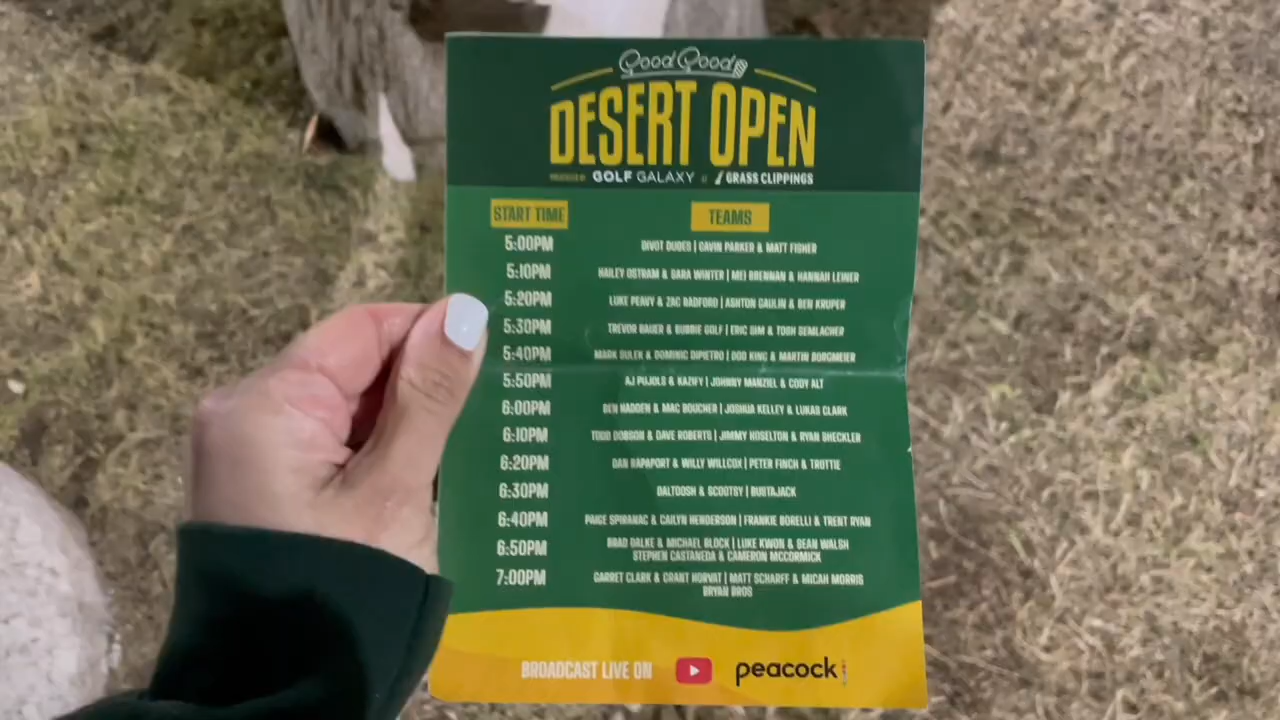 Good Good
DESERT OPEN
PRESENTED BY GOLF GALAXY & GRASS CLIPPINGS
START TIME TEAMS
5:00PM DIVOT DUDES | GAVIN PARKER & MATT FISHER
5:10PM HAILEY OSTRAM & SARA WINTER | MEI BRENNAN & HANNAH LEINER
5:20PM LUKE PEAVY & ZAC RADFORD | ASHTON GAULIN & BEN KRUPER
5:30PM TREVOR BAUER & BUBBIE GOLF | ERIC SIM & TOSH SEMLACHER
5:40PM MARK SULEK & DOMINIC DIPIETRO | DOD KING & MARTIN BORGMEIER
5:50PM AJ PUJOLS & KAZIFY | JOHNNY MANZIEL & CODY ALT
6:00PM BEN HADDEN & MAC BOUCHER | JOSHUA KELLEY & LUKAS CLARK
6:10PM TODD DOBSON & DAVE ROBERTS | JIMMY HOSELTON & RYAN SHECKLER
6:20PM DAN RAPAPORT & WILLY WILLCOX | PETER FINCH & TROTTIE
6:30PM DALTOOSH & SCOOTSY | BUSTAJACK
6:40PM PAIGE SPIRANAC & CAILYN HENDERSON | FRANKIE BORELLI & TRENT RYAN
6:50PM BRAD DALKE & MICHAEL BLOCK | LUKE KWON & SEAN WALSH
STEPHEN CASTANEDA & CAMERON MCCORMICK
7:00PM GARRET CLARK & GRANT HORVAT | MATT SCHARFF & MICAH MORRIS
BRYAN BROS
BROADCAST LIVE ON peacock